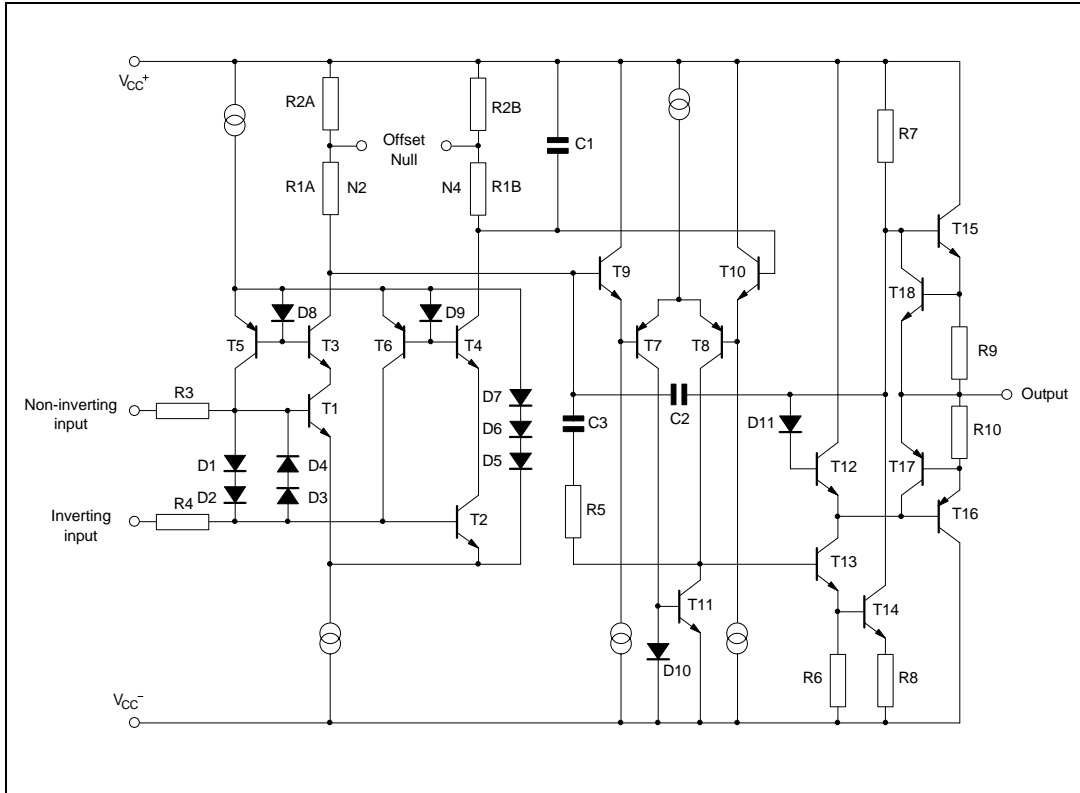 VCC+
R2A
R2B
Offset
Null
C1
R7
R1A
N2
N4
R1B
T15
T9
T10
T18
D8
D9
T5
T3
T6
T4
T7
T8
R9
R3
Non-inverting
input
T1
D7
Output
D6
C3
C2
D11
R10
D1
D4
D5
T12
T17
D2
D3
R4
Inverting
input
T2
R5
T16
T13
T11
T14
D10
R6
R8
VCC-